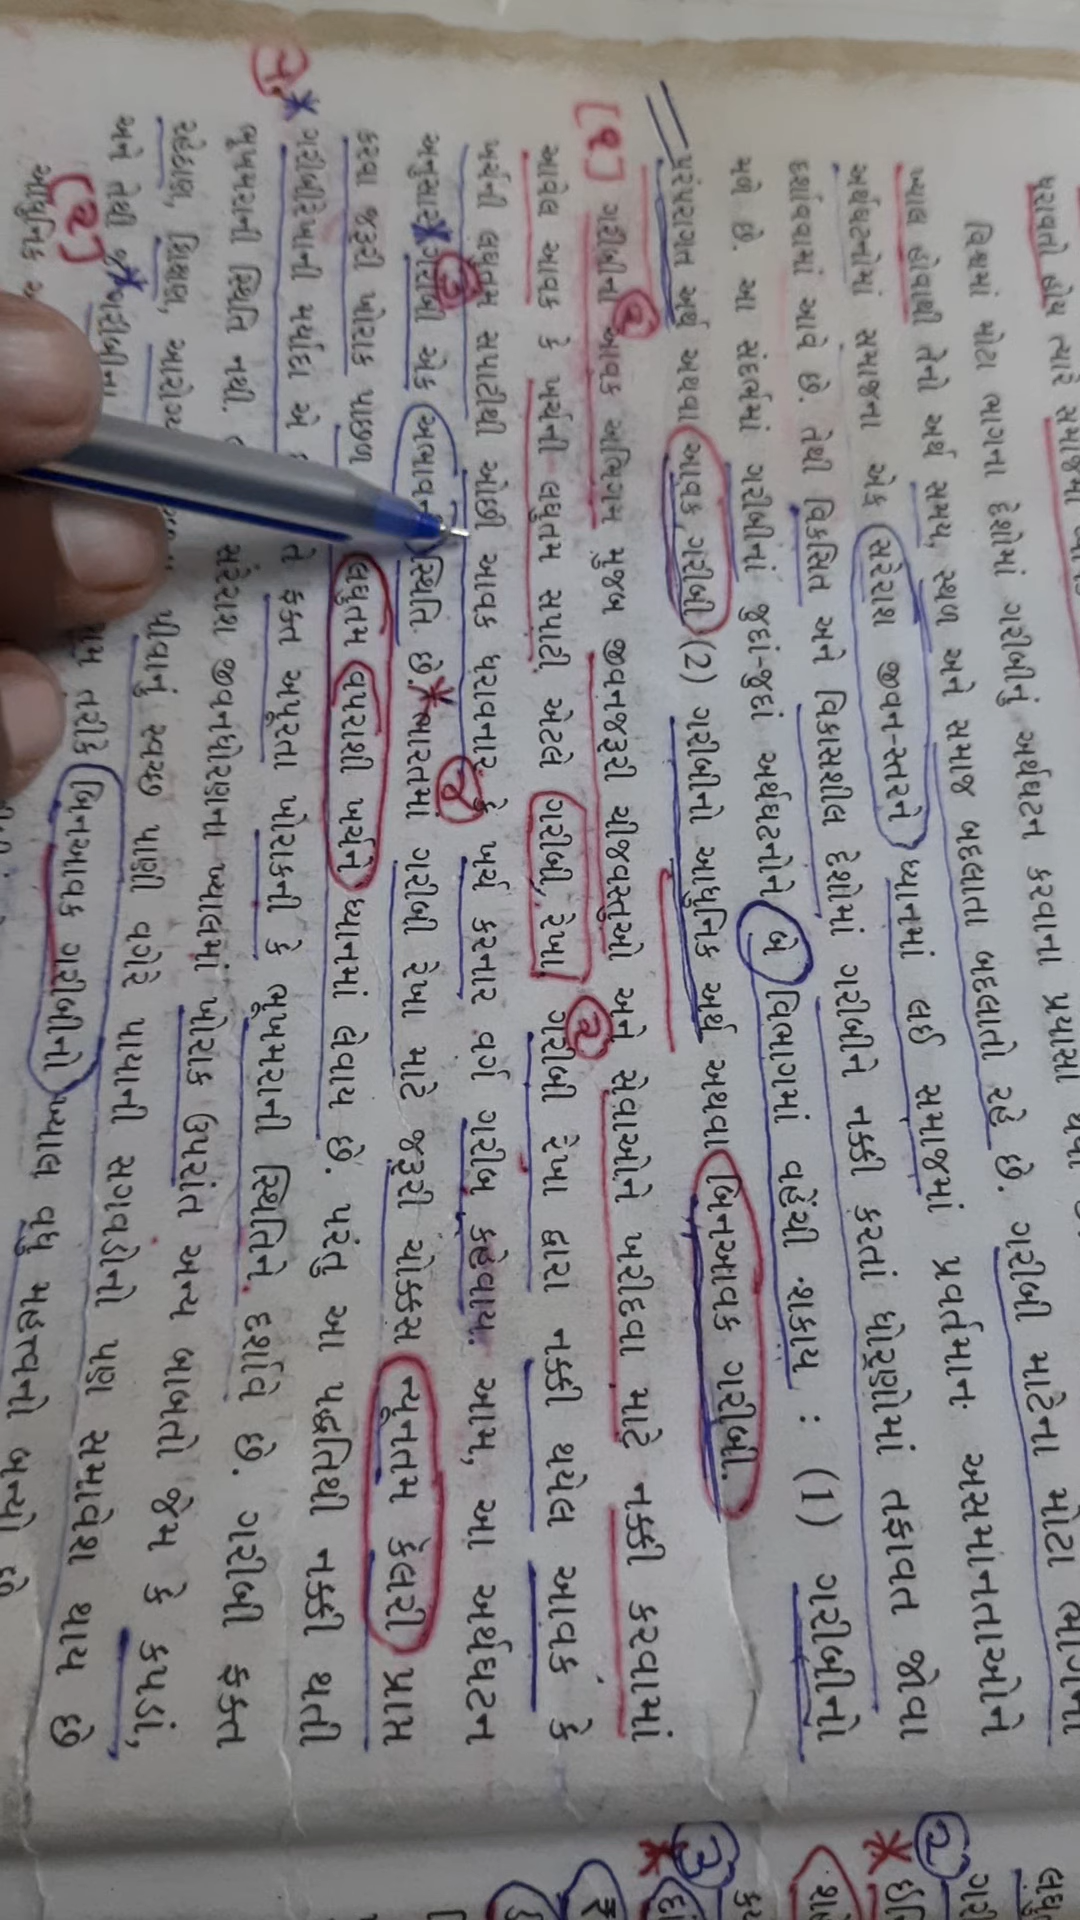 ધરાવતો હોય ત્યારે સમાજમાં
વિશ્વમાં મોટા ભાગના દેશોમાં ગરીબીનું અર્થઘટન કરવાના પ્રયાસો થયા
ખ્યાલ હોવાથી તેનો અર્થ સમય, સ્થળ અને સમાજ બદલાતા બદલાતો રહે છે. ગરીબી માટેના મોટા ભાગના
અર્થઘટનોમાં સમાજના એક સરેરાશ જીવન-સ્તરને ધ્યાનમાં લઈ સમાજમાં પ્રવર્તમાન અસમાનતાઓને
દર્શાવવામાં આવે છે. તેથી વિકસિત અને વિકાસશીલ દેશોમાં ગરીબીને નક્કી કરતાં ધોરણોમાં તફાવત જોવા
મળે છે. આ સંદર્ભમાં ગરીબીનાં જુદાં-જુદાં અર્થઘટનોને બે વિભાગમાં વહેંચી શકાય : (1) ગરીબીનો
પરંપરાગત અર્થ અથવા આવક ગરીબી (2) ગરીબીનો આધુનિક અર્થ અથવા બિનઆવક ગરીબી.
[૧] ગરીબીનો આવક અભિગમ મુજબ જીવનજરૂરી ચીજવસ્તુઓ અને સેવાઓને ખરીદવા માટે નક્કી કરવામાં
આવેલ આવક કે ખર્ચની લઘુતમ સપાટી એટલે ગરીબી રેખા ગરીબી રેખા દ્વારા નક્કી થયેલ આવક કે
ખર્ચની લઘુતમ સપાટીથી ઓછી આવક ધરાવનાર કે ખર્ચ કરનાર વર્ગ ગરીબ કહેવાય. આમ, આ અર્થઘટન
અનુસાર ગરીબી એક સ્થિતિ છે. ભારતમાં ગરીબી રેખા માટે જરૂરી ચોક્કસ ન્યૂનતમ કેલરી પ્રાપ્ત
કરવા જરૂરી ખોરાક પાછળ લઘુતમ વપરાશી ખર્ચને ધ્યાનમાં લેવાય છે. પરંતુ આ પદ્ધતિથી નક્કી થતી
ગરીબીરેખાની મર્યાદા એ ફક્ત અપૂરતા ખોરાકની કે ભૂખમરાની સ્થિતિને દર્શાવે છે. ગરીબી ફક્ત
ભૂખમરાની સ્થિતિ નથી. સરેરાશ જીવનધોરણના ખ્યાલમાં ખોરાક ઉપરાંત અન્ય બાબતો જેમ કે કપડાં,
રહેઠાણ, શિક્ષણ, આરોગ્ય પીવાનું સ્વચ્છ પાણી વગેરે પાયાની સગવડોનો પણ સમાવેશ થાય છે
અને તેથી જ ગરીબીના તરીકે બિનઆવક ગરીબીનો ખ્યાલ વધુ મહત્ત્વનો બન્યો છે
[૨]
આધુનિક